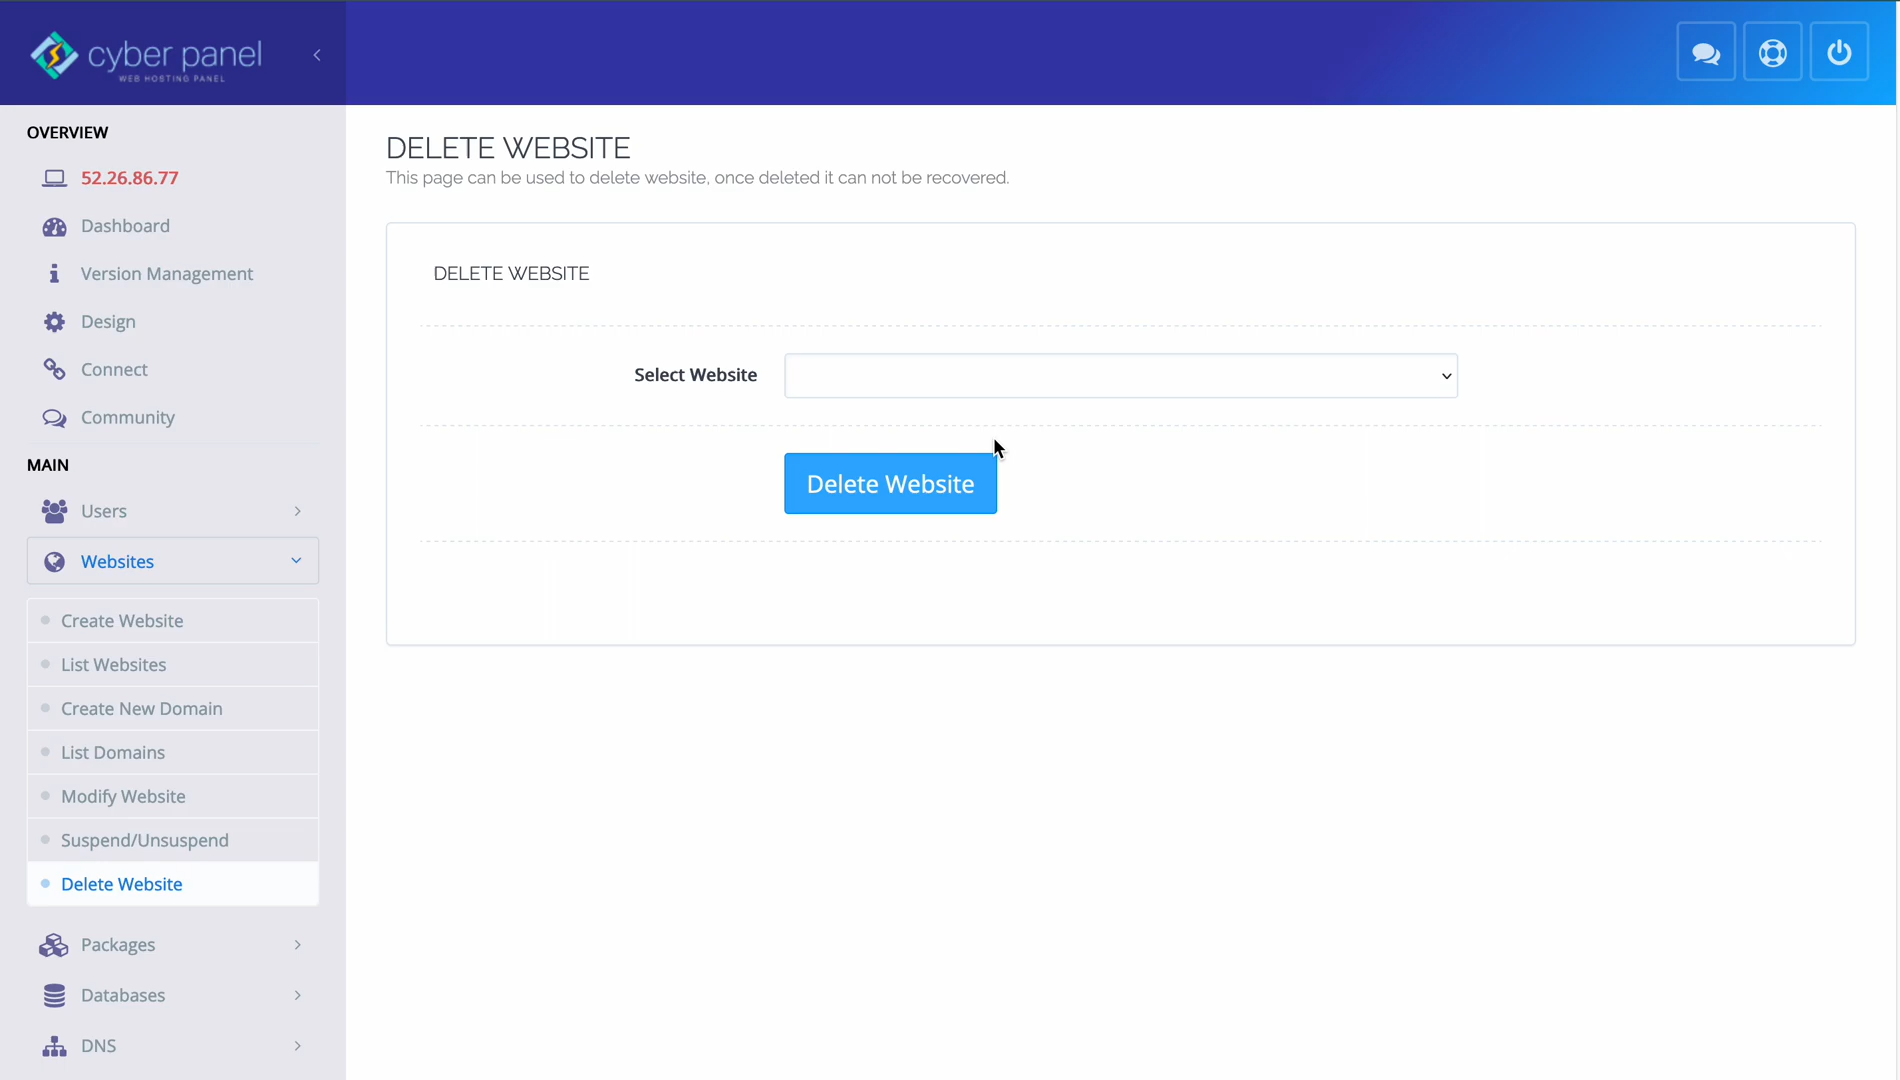 cyber panel
WEB HOSTING PANEL
OVERVIEW
52.26.86.77
Dashboard
Version Management
Design
Connect
Community
MAIN
Users
Websites
Create Website
List Websites
Create New Domain
List Domains
Modify Website
Suspend/Unsuspend
Delete Website
Packages
Databases
DNS
DELETE WEBSITE
This page can be used to delete website, once deleted it can not be recovered.
DELETE WEBSITE
Select Website
Delete Website